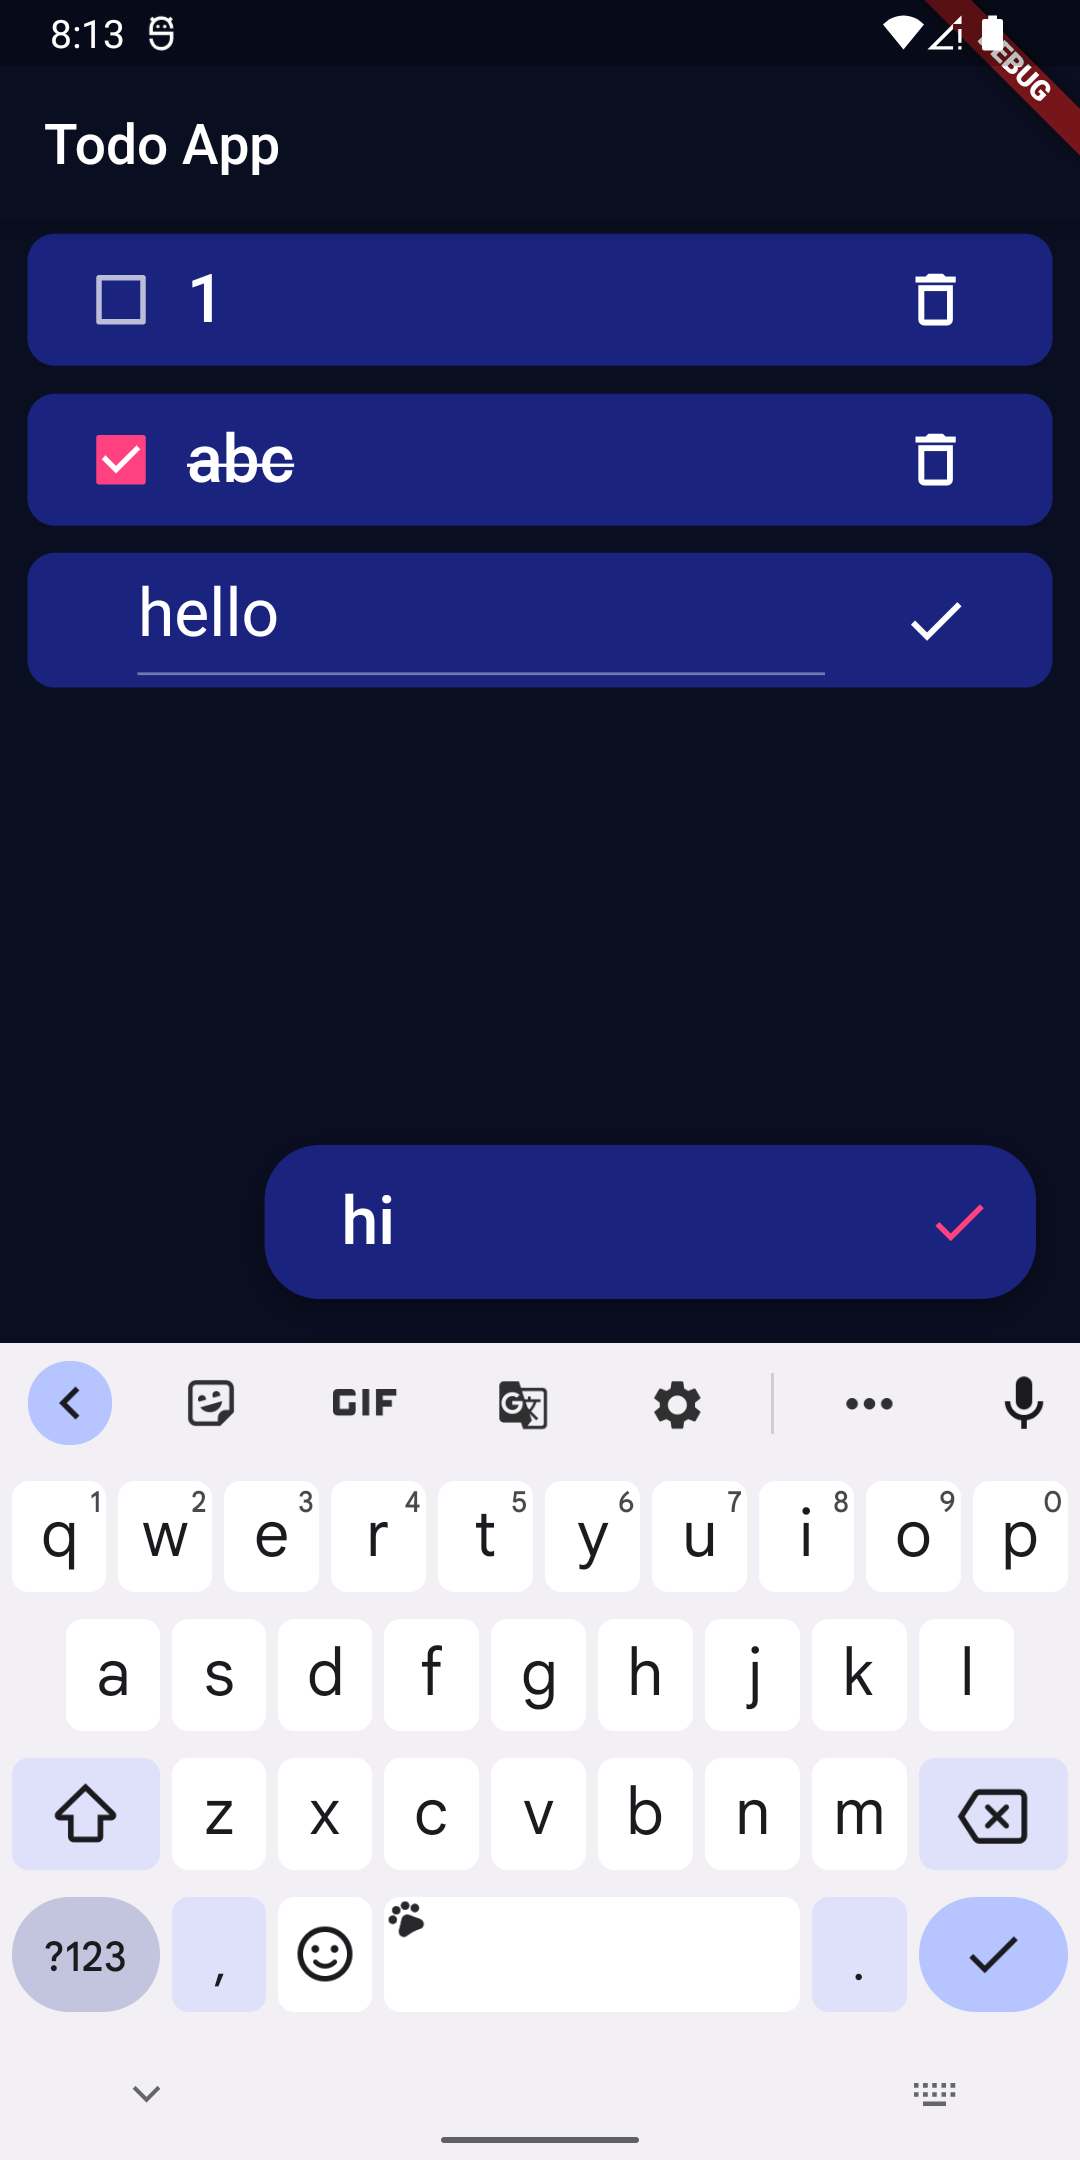 8:13
DEBUG
Todo App
1
abc
hello
hi
GIF
G 文
q 1 w 2 e 3 r 4 t 5 y 6 u 7 i 8 o 9 p 0
a s d f g h j k l
z x c v b n m
?123 , .